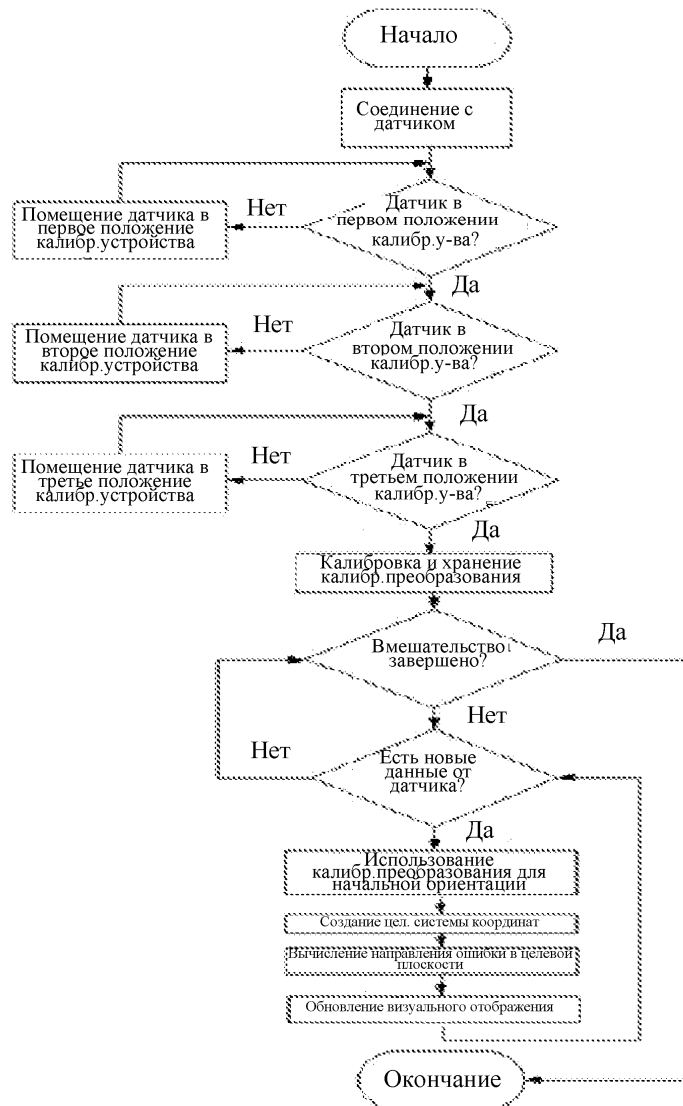 Начало
Соединение с
датчиком
Датчик в
первом положении
калибр.у-ва?
Нет
Помещение датчика в
первое положение
калибр.устройства
Да
Датчик в
втором положении
калибр.у-ва?
Нет
Помещение датчика в
второе положение
калибр.устройства
Да
Датчик в
третьем положении
калибр.у-ва?
Нет
Помещение датчика в
третье положение
калибр.устройства
Да
Калибровка и хранение
калибр.преобразования
Вмешательство
завершено?
Да
Нет
Есть новые
данные от
датчика?
Нет
Да
Использование
калибр.преобразования для
начальной ориентации
Создание цел. системы координат
Вычисление направления ошибки в целевой
плоскости
Обновление визуального отображения
Окончание